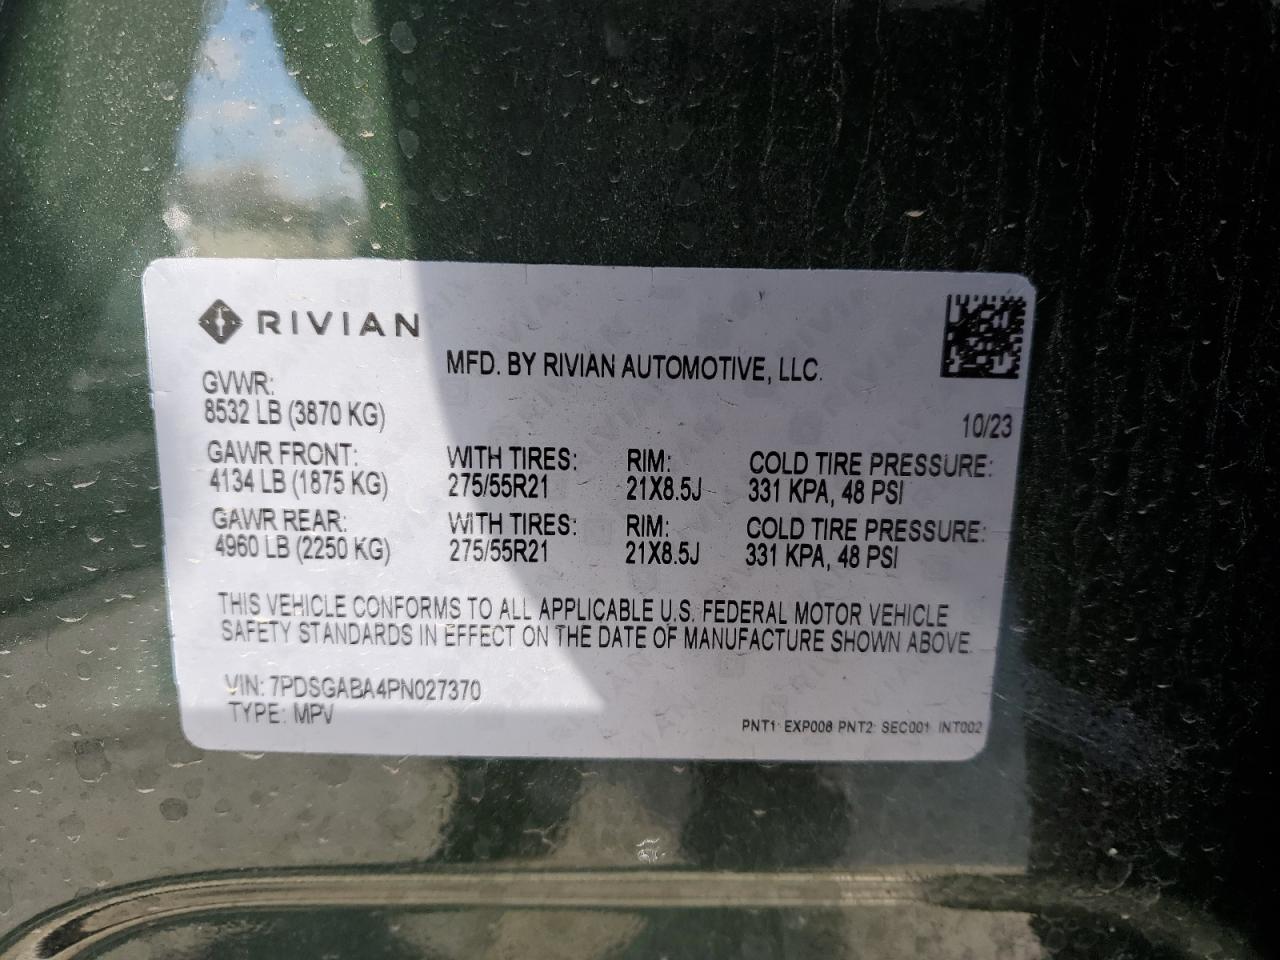 RIVIAN
MFD. BY RIVIAN AUTOMOTIVE, LLC.
GVWR:
8532 LB (3870 KG)
10/23
GAWR FRONT: WITH TIRES: RIM: COLD TIRE PRESSURE:
4134 LB (1875 KG) 275/55R21 21X8.5J 331 KPA, 48 PSI
GAWR REAR: WITH TIRES: RIM: COLD TIRE PRESSURE:
4960 LB (2250 KG) 275/55R21 21X8.5J 331 KPA, 48 PSI
THIS VEHICLE CONFORMS TO ALL APPLICABLE U.S. FEDERAL MOTOR VEHICLE
SAFETY STANDARDS IN EFFECT ON THE DATE OF MANUFACTURE SHOWN ABOVE.
VIN: 7PDSGABA4PN027370
TYPE: MPV
PNT1: EXP008 PNT2: SEC001 INT002